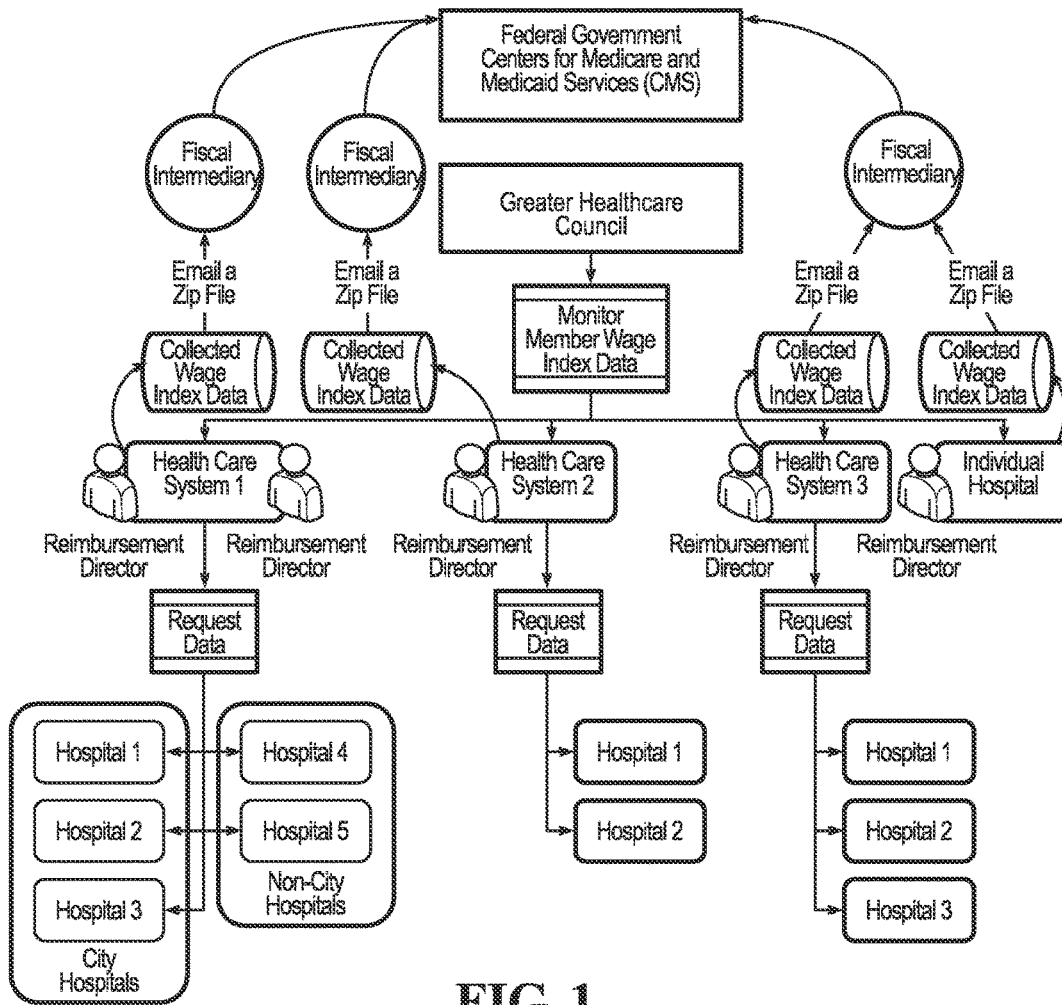 Federal Government
Centers for Medicare and
Medicaid Services (CMS)
Fiscal
Intermediary
Fiscal
Intermediary
Fiscal
Intermediary
Greater Healthcare
Council
Email a
Zip File
Email a
Zip File
Email a
Zip File
Email a
Zip File
Monitor
Member Wage
Index Data
Collected
Wage
Index Data
Collected
Wage
Index Data
Collected
Wage
Index Data
Collected
Wage
Index Data
Health Care
System 1
Health Care
System 2
Health Care
System 3
Individual
Hospital
Reimbursement
Director
Reimbursement
Director
Reimbursement
Director
Reimbursement
Director
Reimbursement
Director
Request
Data
Request
Data
Request
Data
Hospital 1
Hospital 2
Hospital 3
City
Hospitals
Hospital 4
Hospital 5
Non-City
Hospitals
Hospital 1
Hospital 2
Hospital 1
Hospital 2
Hospital 3
FIG. 1